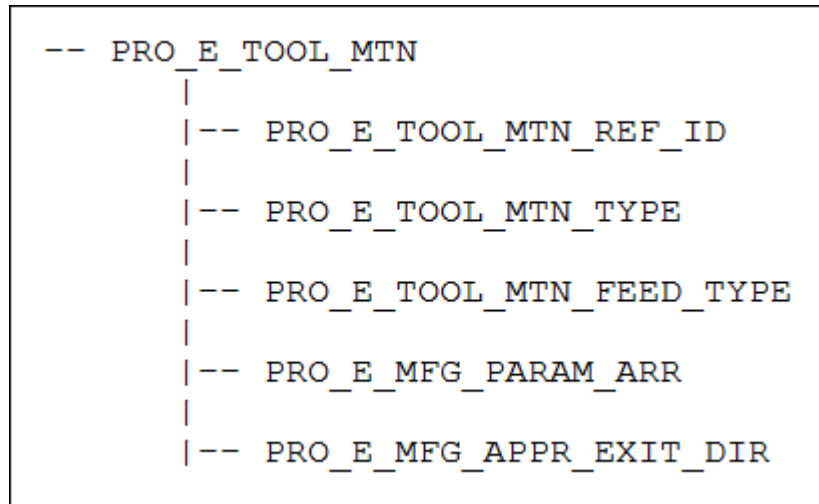 -- PRO_E_TOOL_MTN
|
|-- PRO_E_TOOL_MTN_REF_ID
|
|-- PRO_E_TOOL_MTN_TYPE
|
|-- PRO_E_TOOL_MTN_FEED_TYPE
|
|-- PRO_E_MFG_PARAM_ARR
|
|-- PRO_E_MFG_APPR_EXIT_DIR